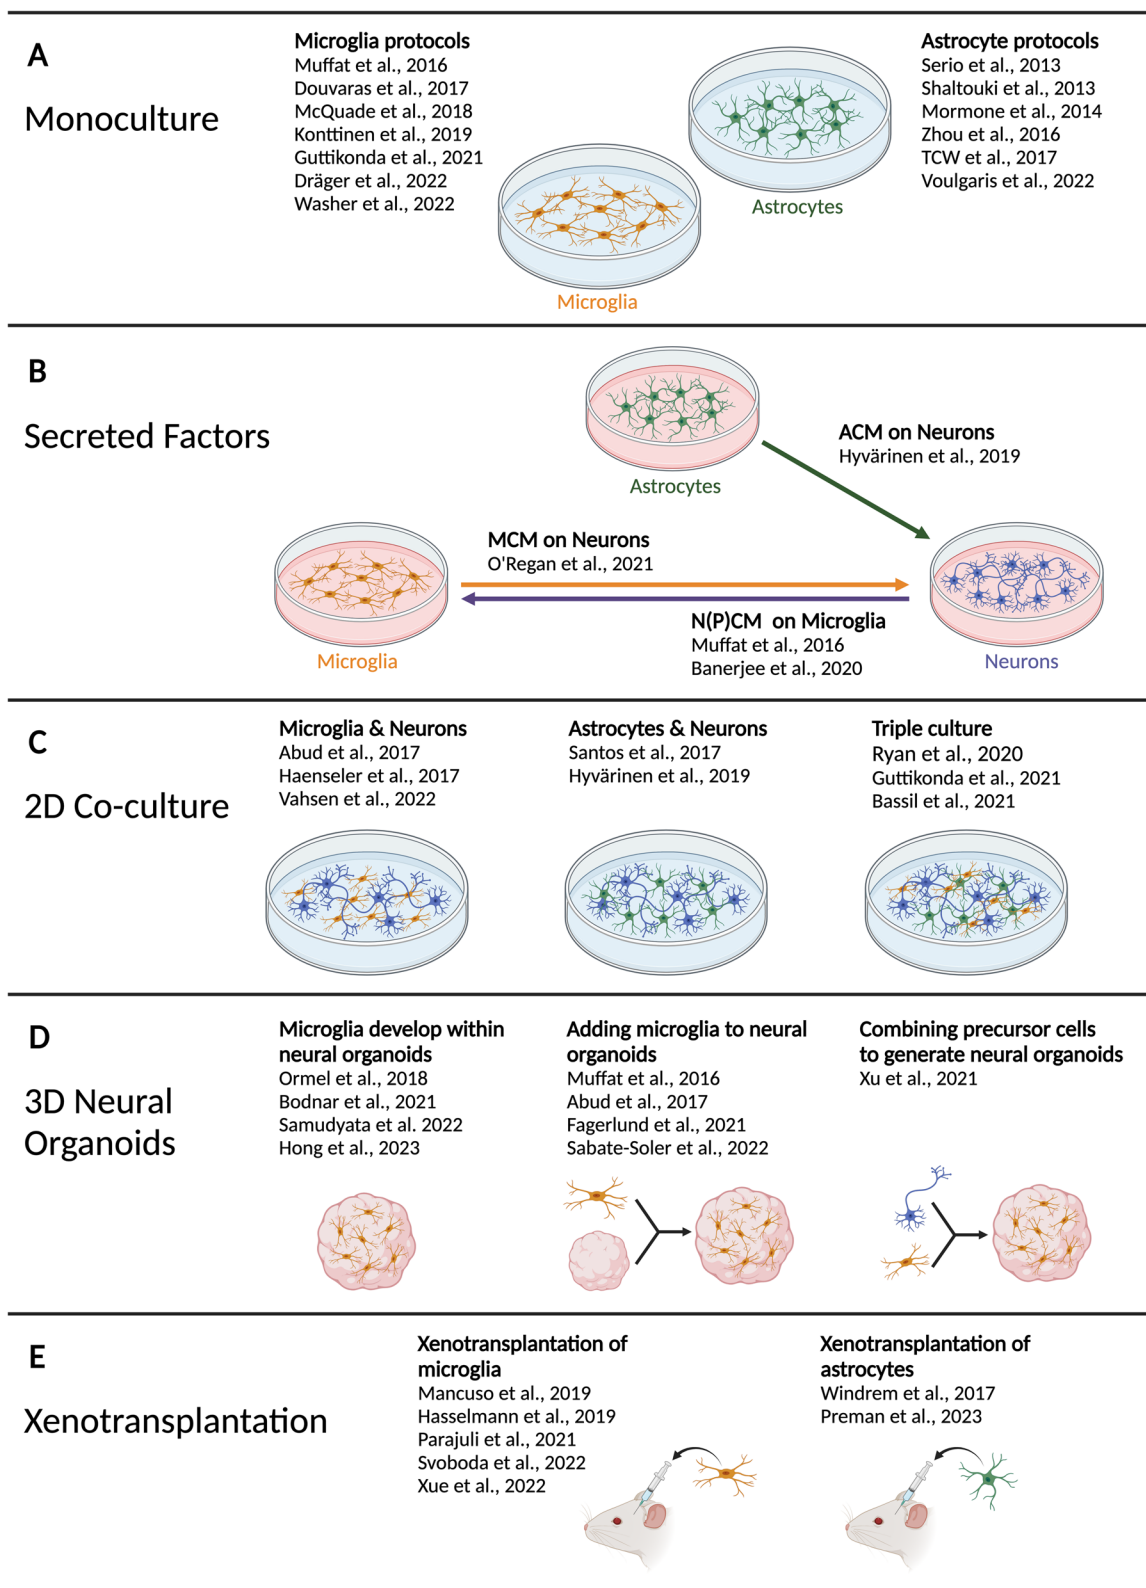 A
Monoculture
Microglia protocols
Muffat et al., 2016
Douvaras et al., 2017
McQuade et al., 2018
Konttinen et al., 2019
Guttikonda et al., 2021
Dräger et al., 2022
Washer et al., 2022
Microglia
Astrocytes
Astrocyte protocols
Serio et al., 2013
Shaltouki et al., 2013
Mormone et al., 2014
Zhou et al., 2016
TCW et al., 2017
Voulgaris et al., 2022
B
Secreted Factors
Astrocytes
ACM on Neurons
Hyvärinen et al., 2019
MCM on Neurons
O'Regan et al., 2021
N(P)CM on Microglia
Muffat et al., 2016
Banerjee et al., 2020
Microglia
Neurons
C
2D Co-culture
Microglia & Neurons
Abud et al., 2017
Haenseler et al., 2017
Vahsen et al., 2022
Astrocytes & Neurons
Santos et al., 2017
Hyvärinen et al., 2019
Triple culture
Ryan et al., 2020
Guttikonda et al., 2021
Bassil et al., 2021
D
3D Neural
Organoids
Microglia develop within
neural organoids
Ormel et al., 2018
Bodnar et al., 2021
Samudyata et al. 2022
Hong et al., 2023
Adding microglia to neural
organoids
Muffat et al., 2016
Abud et al., 2017
Fagerlund et al., 2021
Sabate-Soler et al., 2022
Combining precursor cells
to generate neural organoids
Xu et al., 2021
E
Xenotransplantation
Xenotransplantation of
microglia
Mancuso et al., 2019
Hasselmann et al., 2019
Parajuli et al., 2021
Svoboda et al., 2022
Xue et al., 2022
Xenotransplantation of
astrocytes
Windrem et al., 2017
Preman et al., 2023